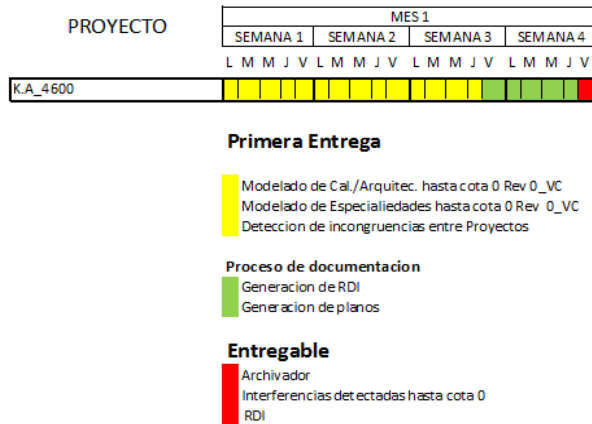 PROYECTO
MES 1
SEMANA 1 SEMANA 2 SEMANA 3 SEMANA 4
L M M J V L M M J V L M M J V L M M J V
K.A_4600
Primera Entrega
Modelado de Cal./Arquitec. hasta cota 0 Rev 0_VC
Modelado de Especialiedades hasta cota 0 Rev 0_VC
Deteccion de incongruencias entre Proyectos
Proceso de documentacion
Generacion de RDI
Generacion de planos
Entregable
Archivador
Interferencias detectadas hasta cota 0
RDI